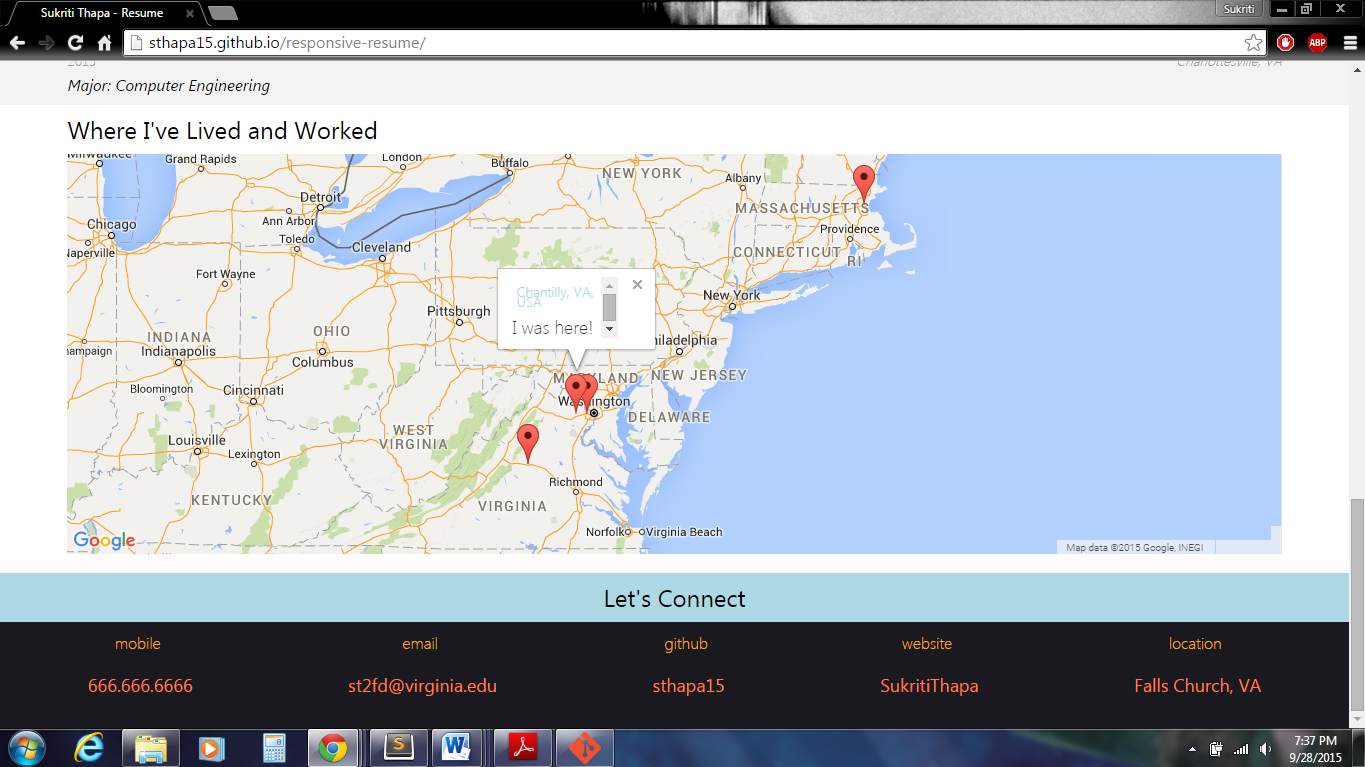 Sukriti Thapa - Resume
Sukriti
sthapa15.github.io/responsive-resume/
ABP
2015
Charlottesville, VA
Major: Computer Engineering
Where I've Lived and Worked
Milwaukee
Grand Rapids
London
Buffalo
NEW YORK
Albany
Detroit
Ann Arbor
MASSACHUSETTS
Chicago
Providence
Toledo
Cleveland
Naperville
CONNECTICUT
RI
Fort Wayne
Chantilly, VA,
USA
New York
Pittsburgh
I was here!
OHIO
INDIANA
Philadelphia
Champaign
Indianapolis
Columbus
MARYLAND
NEW JERSEY
Bloomington
Cincinnati
Washington
DELAWARE
WEST
VIRGINIA
Louisville
Lexington
Richmond
KENTUCKY
VIRGINIA
Norfolk
Virginia Beach
Google
Map data ©2015 Google, INEGI
Let's Connect
mobile
email
github
website
location
666.666.6666
st2fd@virginia.edu
sthapa15
SukritiThapa
Falls Church, VA
7:37 PM
9/28/2015